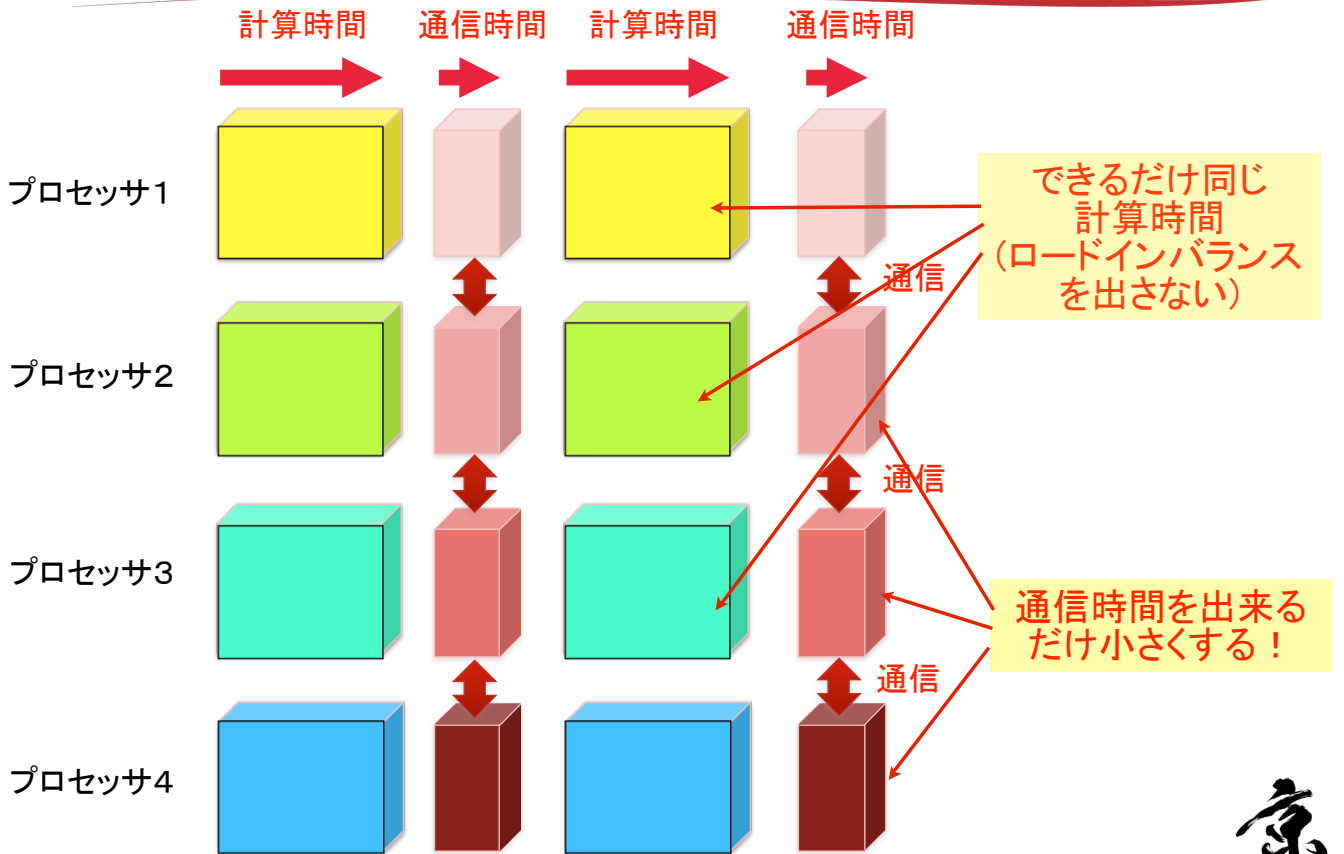 計算時間 通信時間 計算時間 通信時間
プロセッサ1
できるだけ同じ
計算時間
(ロードインバランス
を出さない)
通信
プロセッサ2
通信
プロセッサ3
通信時間を出来る
だけ小さくする!
通信
プロセッサ4
京